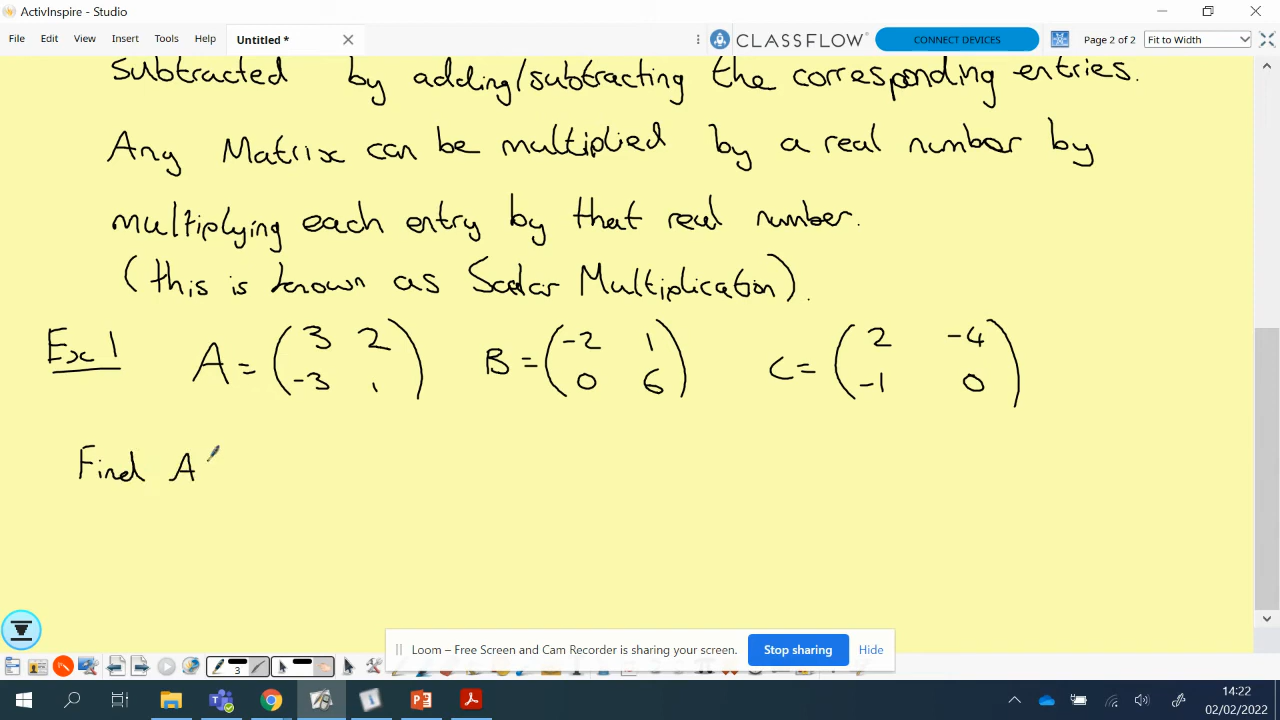 ActivInspire - Studio
File Edit View Insert Tools Help Untitled * CLASSFLOW CONNECT DEVICES Page 2 of 2 Fit to Width
Subtracted by adding/subtracting the corresponding entries.
Any Matrix can be multiplied by a real number by
multiplying each entry by that real number.
(this is known as Scalar Multiplication).
Ex 1 A = (3 2 -3 1) B = (-2 1 0 6) C = (2 -4 -1 0)
Find A
Loom – Free Screen and Cam Recorder is sharing your screen. Stop sharing Hide
3
14:22
02/02/2022